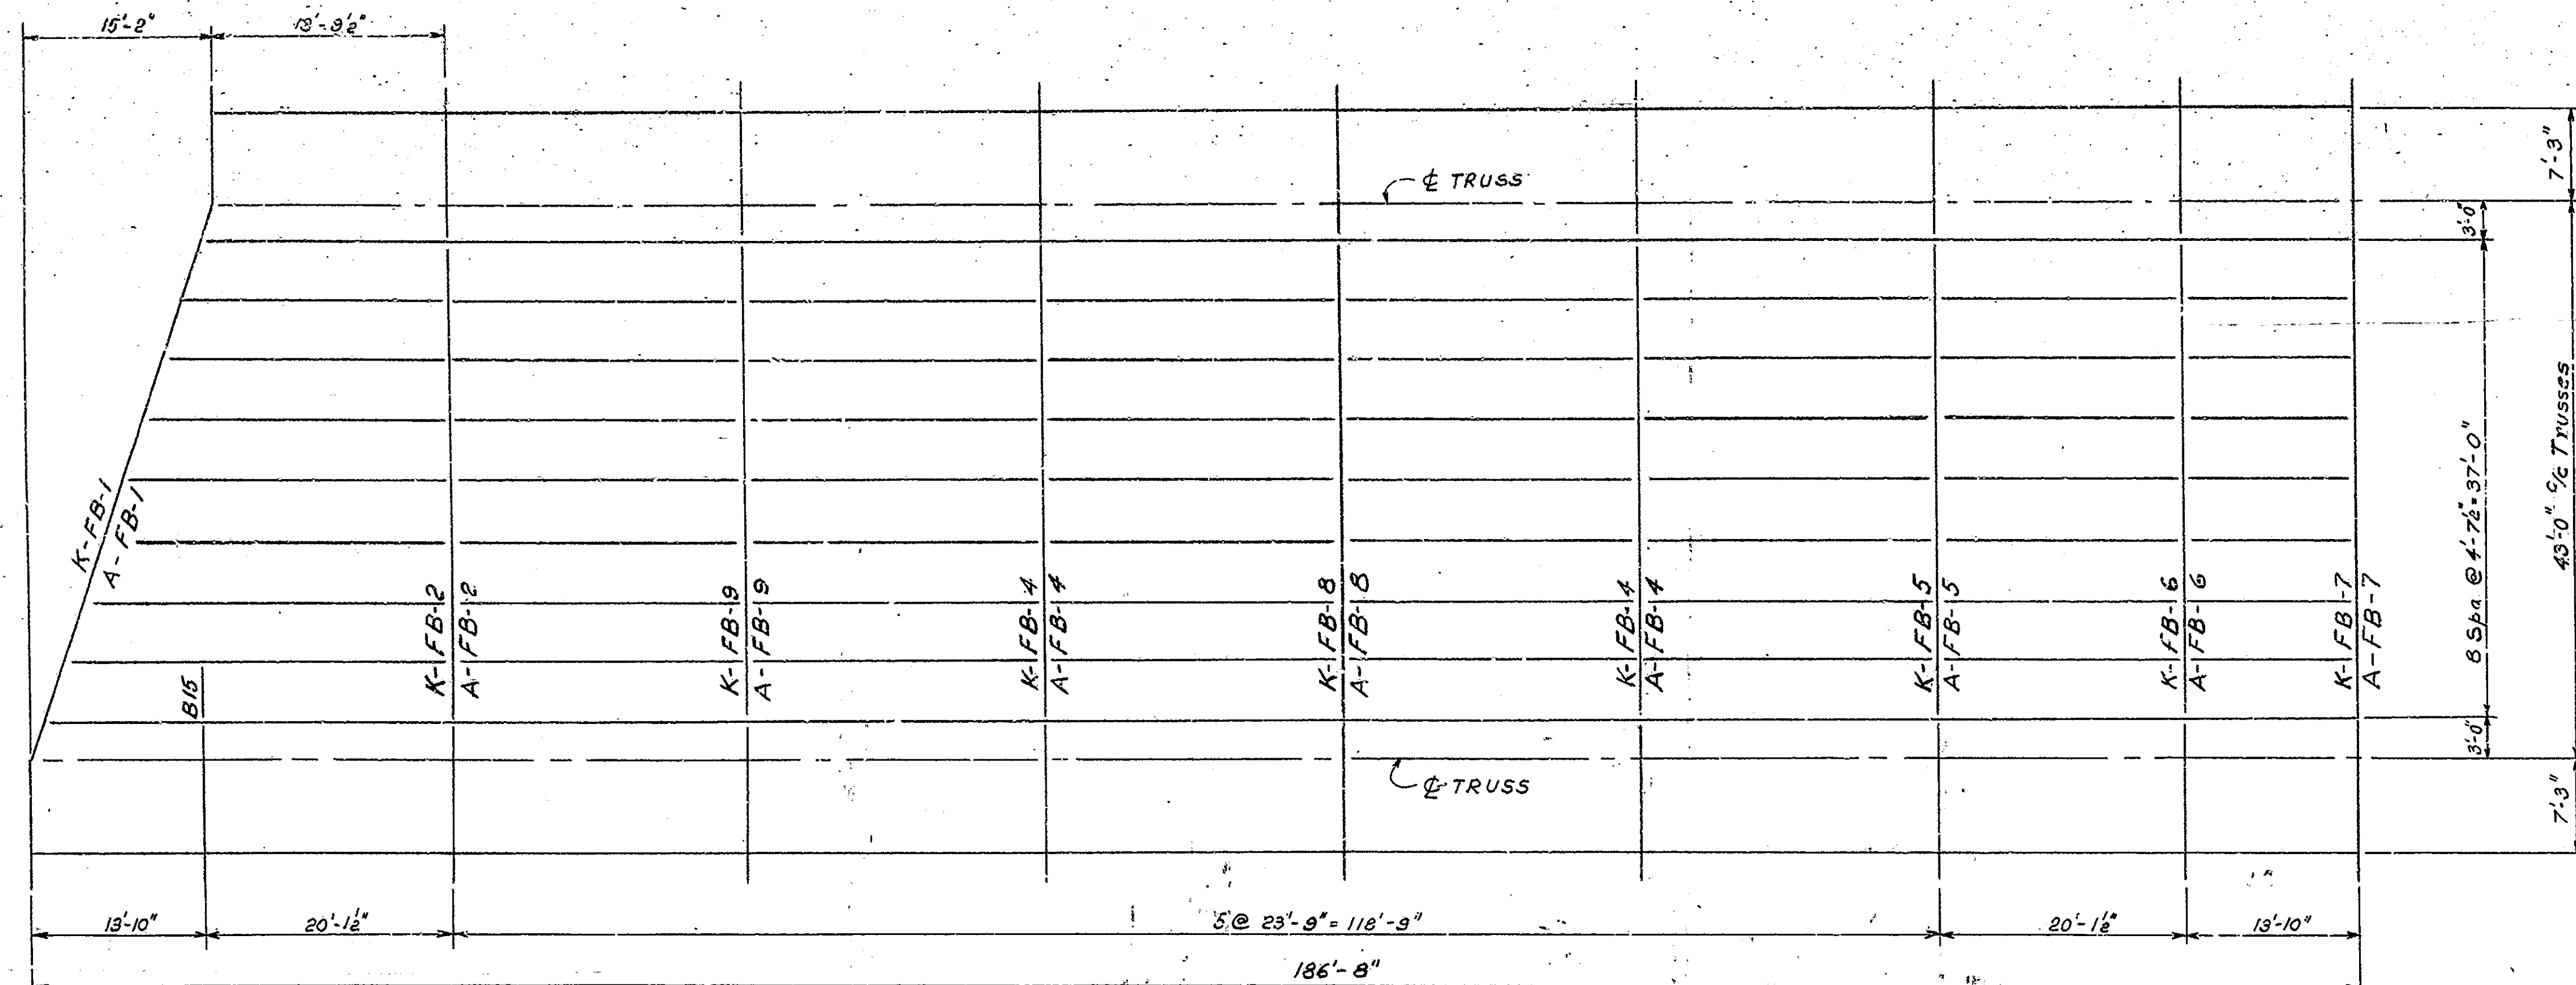 15'-2"
7'-3"
℄ TRUSS
3'-0"
43'-0" c/c Trusses
8 Spa @ 4'-7½" = 37'-0"
K-FB-1
A-FB-1
K-FB-2
A-FB-2
K-FB-9
A-FB-9
K-FB-4
A-FB-4
K-FB-8
A-FB-8
K-FB-4
A-FB-4
K-FB-5
A-FB-5
K-FB-6
A-FB-6
K-FB-7
A-FB-7
B15
3'-0"
℄ TRUSS
7'-3"
13'-10"
20'-1½"
5 @ 23'-9" = 118'-9"
20'-1½"
13'-10"
186'-8"